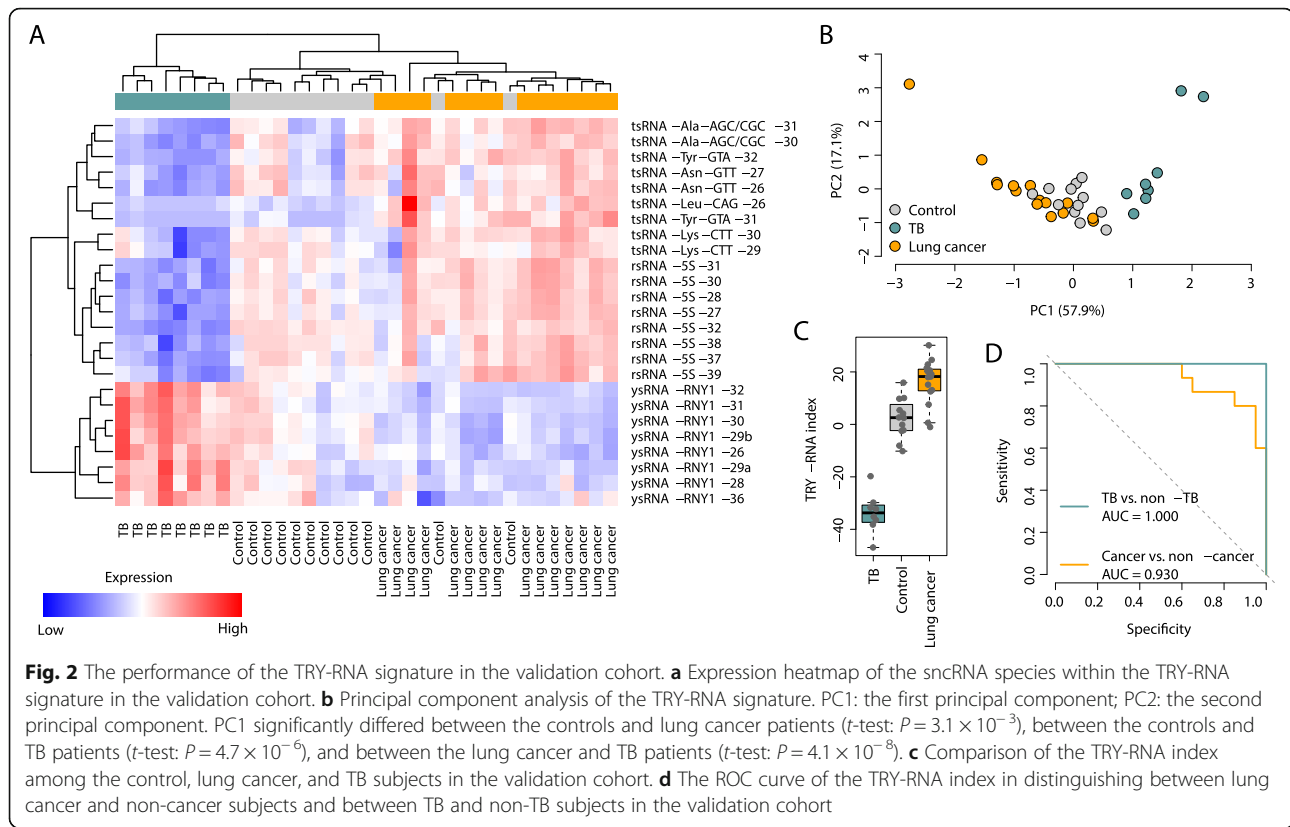 A
tsRNA -Ala-AGC/CGC -31
tsRNA -Ala-AGC/CGC -30
tsRNA -Tyr-GTA -32
tsRNA -Asn-GTT -27
tsRNA -Asn-GTT -26
tsRNA -Leu-CAG -26
tsRNA -Tyr-GTA -31
tsRNA -Lys-CTT -30
tsRNA -Lys-CTT -29
rsRNA -5S -31
rsRNA -5S -30
rsRNA -5S -28
rsRNA -5S -27
rsRNA -5S -32
rsRNA -5S -38
rsRNA -5S -37
rsRNA -5S -39
ysRNA -RNY1 -32
ysRNA -RNY1 -31
ysRNA -RNY1 -30
ysRNA -RNY1 -29b
ysRNA -RNY1 -26
ysRNA -RNY1 -29a
ysRNA -RNY1 -28
ysRNA -RNY1 -36
TB
TB
TB
TB
TB
TB
TB
TB
Control
Control
Control
Control
Control
Control
Control
Control
Control
Control
Lung cancer
Lung cancer
Lung cancer
Lung cancer
Control
Lung cancer
Lung cancer
Lung cancer
Lung cancer
Control
Lung cancer
Lung cancer
Lung cancer
Lung cancer
Lung cancer
Lung cancer
Lung cancer
Expression
Low
High
B
PC2 (17.1%)
4
3
2
1
0
−1
−2
Control
TB
Lung cancer
−3
−2
−1
0
1
2
3
PC1 (57.9%)
C
TRY -RNA index
20
0
−20
−40
TB
Control
Lung cancer
D
Sensitivity
1.0
0.8
0.6
0.4
0.2
0.0
TB vs. non -TB
AUC = 1.000
Cancer vs. non -cancer
AUC = 0.930
0.0
0.2
0.4
0.6
0.8
1.0
Specificity
Fig. 2 The performance of the TRY-RNA signature in the validation cohort. a Expression heatmap of the sncRNA species within the TRY-RNA
signature in the validation cohort. b Principal component analysis of the TRY-RNA signature. PC1: the first principal component; PC2: the second
principal component. PC1 significantly differed between the controls and lung cancer patients (t-test: P = 3.1 × 10⁻³), between the controls and
TB patients (t-test: P = 4.7 × 10⁻⁶), and between the lung cancer and TB patients (t-test: P = 4.1 × 10⁻⁸). c Comparison of the TRY-RNA index
among the control, lung cancer, and TB subjects in the validation cohort. d The ROC curve of the TRY-RNA index in distinguishing between lung
cancer and non-cancer subjects and between TB and non-TB subjects in the validation cohort